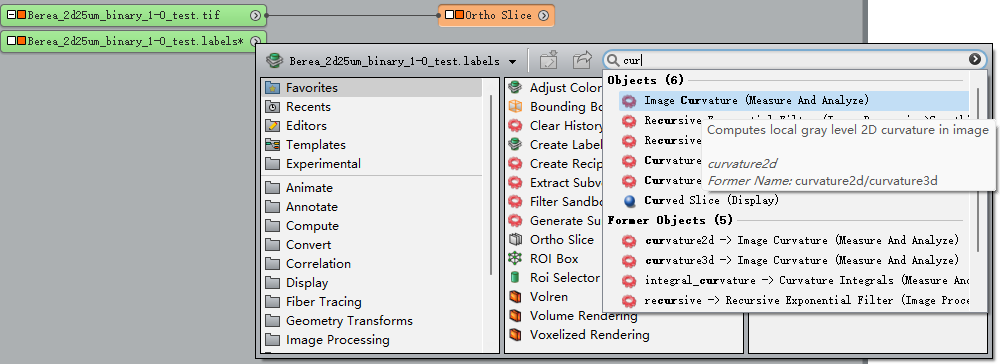 Berea_2d25um_binary_1-0_test.tif
Ortho Slice
Berea_2d25um_binary_1-0_test.labels*
Berea_2d25um_binary_1-0_test.labels
cur
Favorites
Recents
Editors
Templates
Experimental
Animate
Annotate
Compute
Convert
Correlation
Display
Fiber Tracing
Geometry Transforms
Image Processing
Adjust Color
Bounding Bo
Clear History
Create Label
Create Recip
Extract Subv
Filter Sandbo
Generate Su
Ortho Slice
ROI Box
Roi Selector
Volren
Volume Rendering
Voxelized Rendering
Objects (6)
Image Curvature (Measure And Analyze)
Recursive
Recursive
Curvatur
Curvatur
Curved Slice (Display)
Former Objects (5)
curvature2d -> Image Curvature (Measure And Analyze)
curvature3d -> Image Curvature (Measure And Analyze)
integral_curvature -> Curvature Integrals (Measure An
recursive -> Recursive Exponential Filter (Image Proce
Computes local gray level 2D curvature in image
curvature2d
Former Name: curvature2d/curvature3d